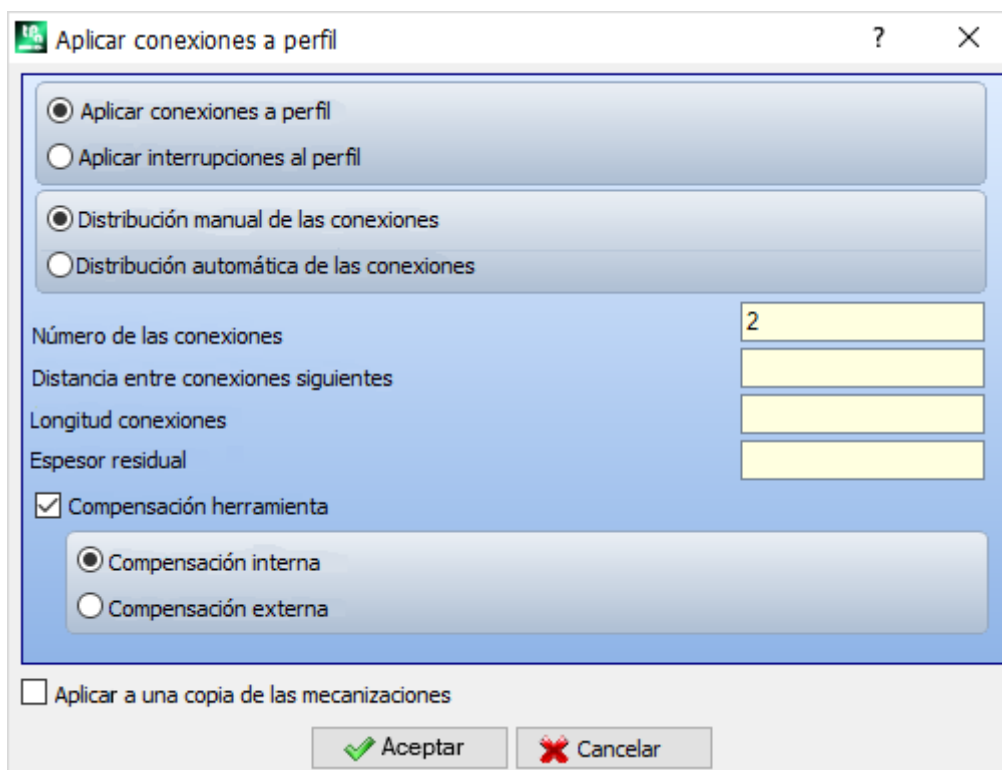 Aplicar conexiones a perfil
?
Aplicar conexiones a perfil
Aplicar interrupciones al perfil
Distribución manual de las conexiones
Distribución automática de las conexiones
Número de las conexiones 2
Distancia entre conexiones siguientes
Longitud conexiones
Espesor residual
Compensación herramienta
Compensación interna
Compensación externa
Aplicar a una copia de las mecanizaciones
Aceptar Cancelar